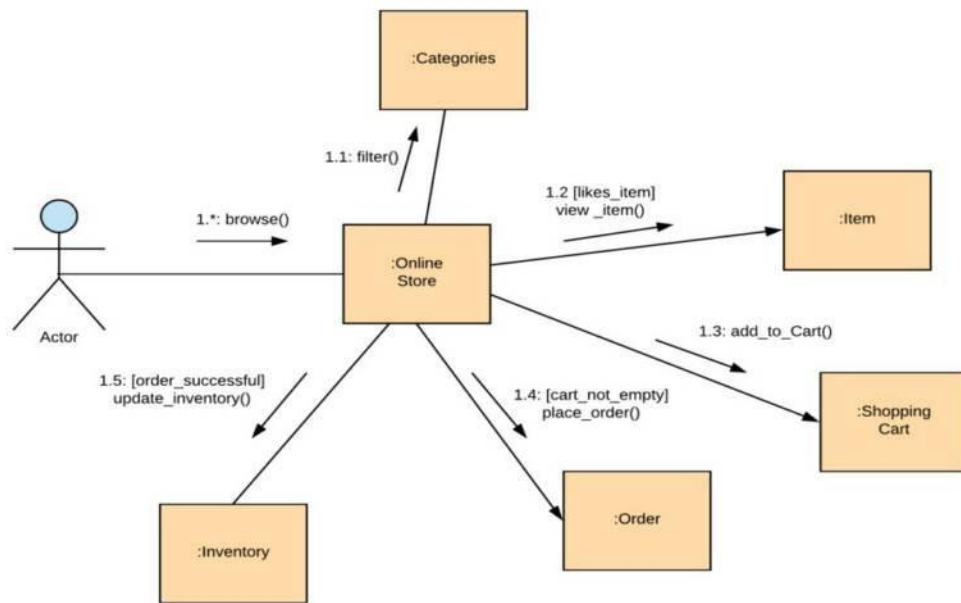 :Categories
1.1: filter()
1.2 [likes_item]
view _item()
:Item
1.*: browse()
:Online
Store
Actor
1.3: add_to_Cart()
1.5: [order_successful]
update_inventory()
1.4: [cart_not_empty]
place_order()
:Shopping
Cart
:Order
:Inventory